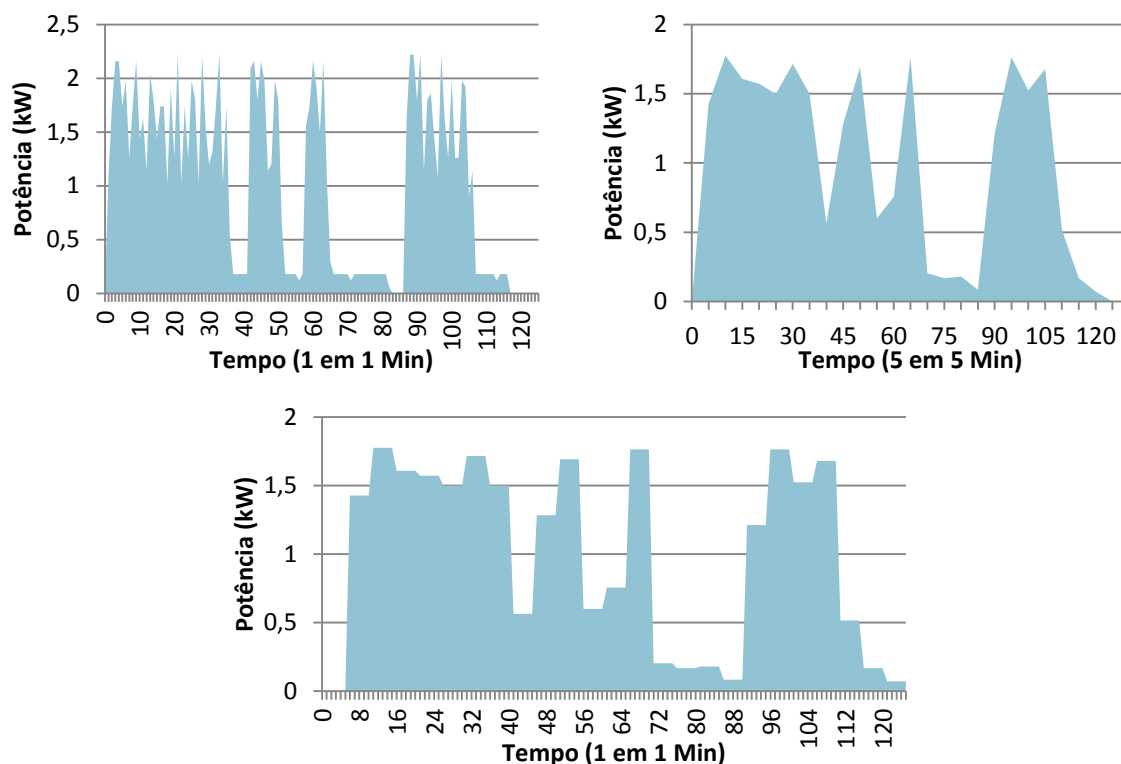 Potência (kW)
2,5
2
1,5
1
0,5
0
0 10 20 30 40 50 60 70 80 90 100 110 120
Tempo (1 em 1 Min)
Potência (kW)
2
1,5
1
0,5
0
0 15 30 45 60 75 90 105 120
Tempo (5 em 5 Min)
Potência (kW)
2
1,5
1
0,5
0
0 8 16 24 32 40 48 56 64 72 80 88 96 104 112 120
Tempo (1 em 1 Min)